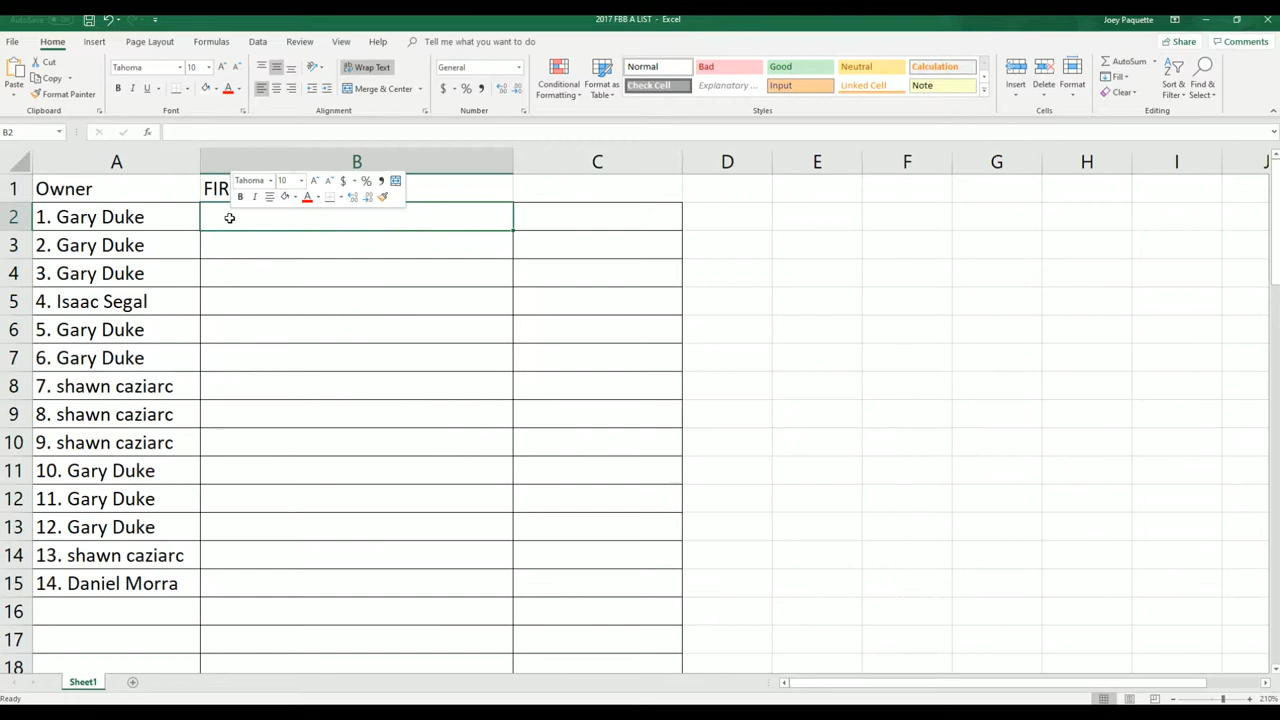 AutoSave Off
2017 FBB A LIST - Excel
Joey Paquette
File Home Insert Page Layout Formulas Data Review View Help Tell me what you want to do Share Comments
Paste Cut Copy Format Painter
Clipboard
Tahoma 10 A A
B I U A
Font
Wrap Text
Merge & Center
Alignment
General
$ % ,
Number
Conditional Formatting Format as Table
Normal Bad Good Neutral Calculation
Check Cell Explanatory ... Input Linked Cell Note
Styles
Insert Delete Format
Cells
AutoSum
Fill
Clear
Sort & Filter Find & Select
Editing
B2 fx
A B C D E F G H I J
1 Owner FIR
Tahoma 10 A A $ % ,
B I A
2 1. Gary Duke
3 2. Gary Duke
4 3. Gary Duke
5 4. Isaac Segal
6 5. Gary Duke
7 6. Gary Duke
8 7. shawn caziarc
9 8. shawn caziarc
10 9. shawn caziarc
11 10. Gary Duke
12 11. Gary Duke
13 12. Gary Duke
14 13. shawn caziarc
15 14. Daniel Morra
16
17
18
Sheet1
Ready
210%